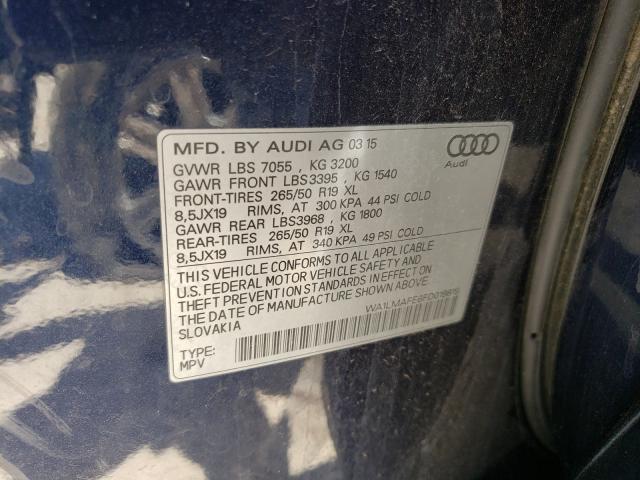 MFD. BY AUDI AG 03 15
GVWR LBS 7055 , KG 3200
GAWR FRONT LBS3395 , KG 1540
FRONT-TIRES 265/50 R19 XL
8,5JX19 RIMS, AT 300 KPA 44 PSI COLD
GAWR REAR LBS3968 , KG 1800
REAR-TIRES 265/50 R19 XL
8,5JX19 RIMS, AT 340 KPA 49 PSI COLD
Audi
THIS VEHICLE CONFORMS TO ALL APPLICABLE
U.S. FEDERAL MOTOR VEHICLE SAFETY AND
THEFT PREVENTION STANDARDS IN EFFECT ON
THE DATE OF MANUFACTURE SHOWN ABOVE.
SLOVAKIA
TYPE:
MPV